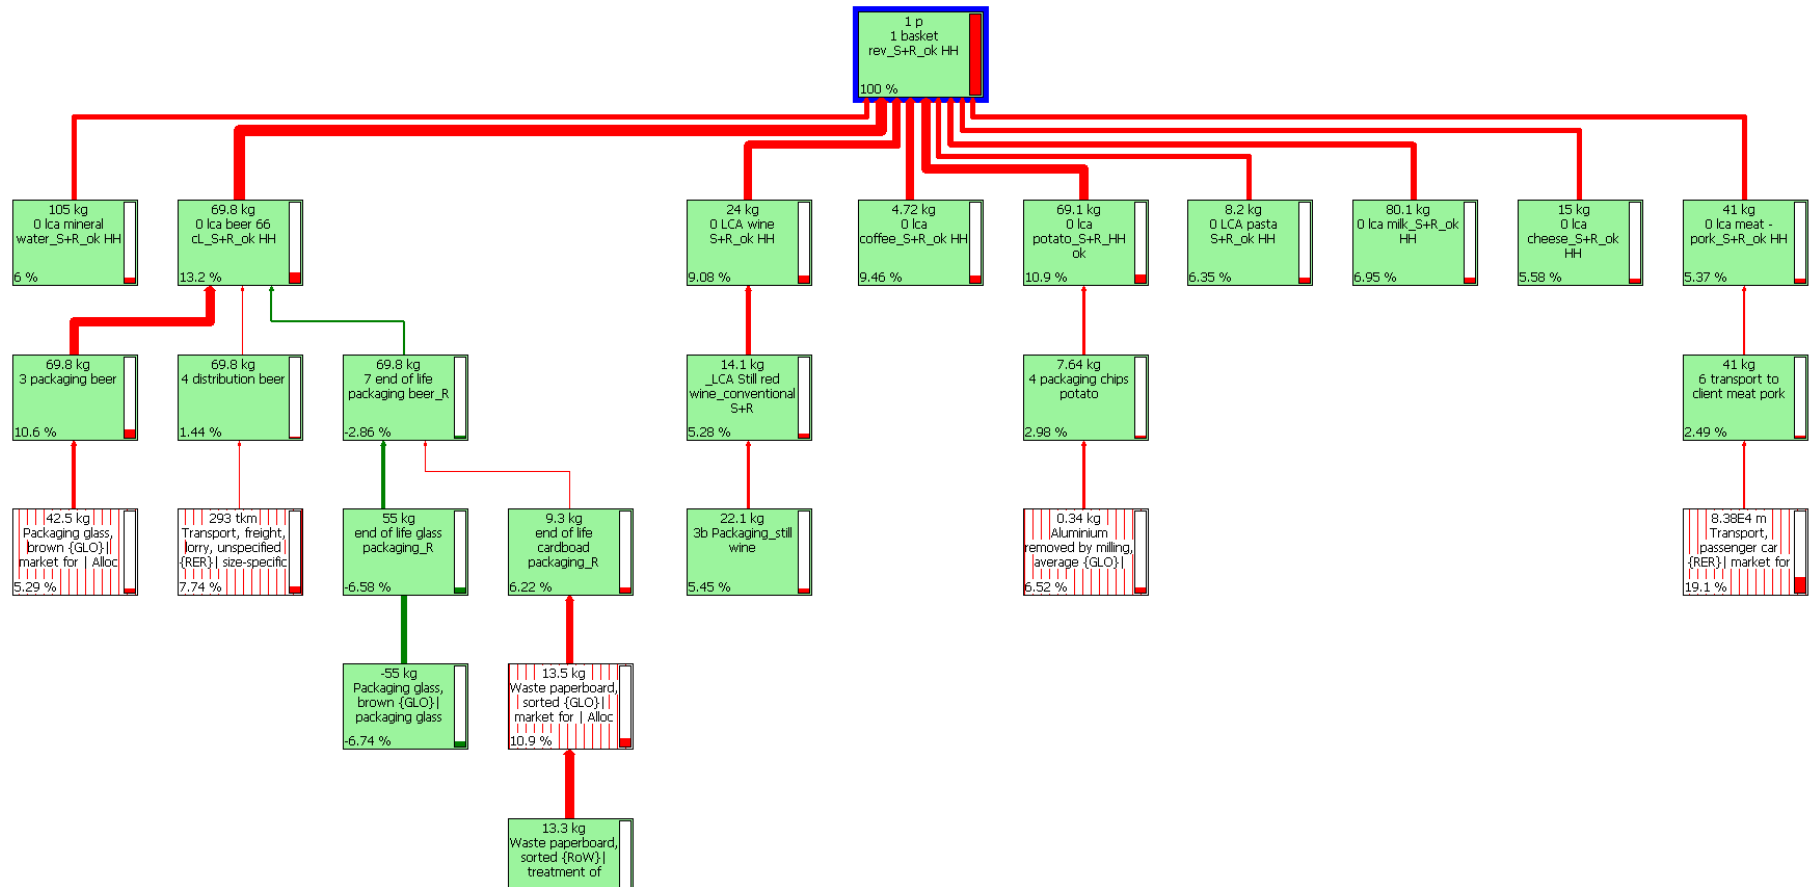 1 p
1 basket
rev_S+R_ok HH
100 %
105 kg
0 lca mineral
water_S+R_ok HH
6 %
69.8 kg
0 lca beer 66
cL_S+R_ok HH
13.2 %
24 kg
0 LCA wine
S+R_ok HH
9.08 %
4.72 kg
0 lca
coffee_S+R_ok HH
9.46 %
69.1 kg
0 lca
potato_S+R_HH
ok
10.9 %
8.2 kg
0 LCA pasta
S+R_ok HH
6.35 %
80.1 kg
0 lca milk_S+R_ok
HH
6.95 %
15 kg
0 lca
cheese_S+R_ok
HH
5.58 %
41 kg
0 lca meat -
pork_S+R_ok HH
5.37 %
69.8 kg
3 packaging beer
10.6 %
69.8 kg
4 distribution beer
1.44 %
69.8 kg
7 end of life
packaging beer_R
-2.86 %
14.1 kg
_LCA Still red
wine_conventional
S+R
5.28 %
7.64 kg
4 packaging chips
potato
2.98 %
41 kg
6 transport to
client meat pork
2.49 %
42.5 kg
Packaging glass,
brown {GLO}|
market for | Alloc
5.29 %
293 tkm
Transport, freight,
lorry, unspecified
{RER}| size-specific
7.74 %
55 kg
end of life glass
packaging_R
-6.58 %
9.3 kg
end of life
cardboad
packaging_R
6.22 %
22.1 kg
3b Packaging_still
wine
5.45 %
0.34 kg
Aluminium
removed by milling,
average {GLO}|
6.52 %
8.38E4 m
Transport,
passenger car
{RER}| market for
19.1 %
-55 kg
Packaging glass,
brown {GLO}|
packaging glass
-6.74 %
13.5 kg
Waste paperboard,
sorted {GLO}|
market for | Alloc
10.9 %
13.3 kg
Waste paperboard,
sorted {RoW}|
treatment of